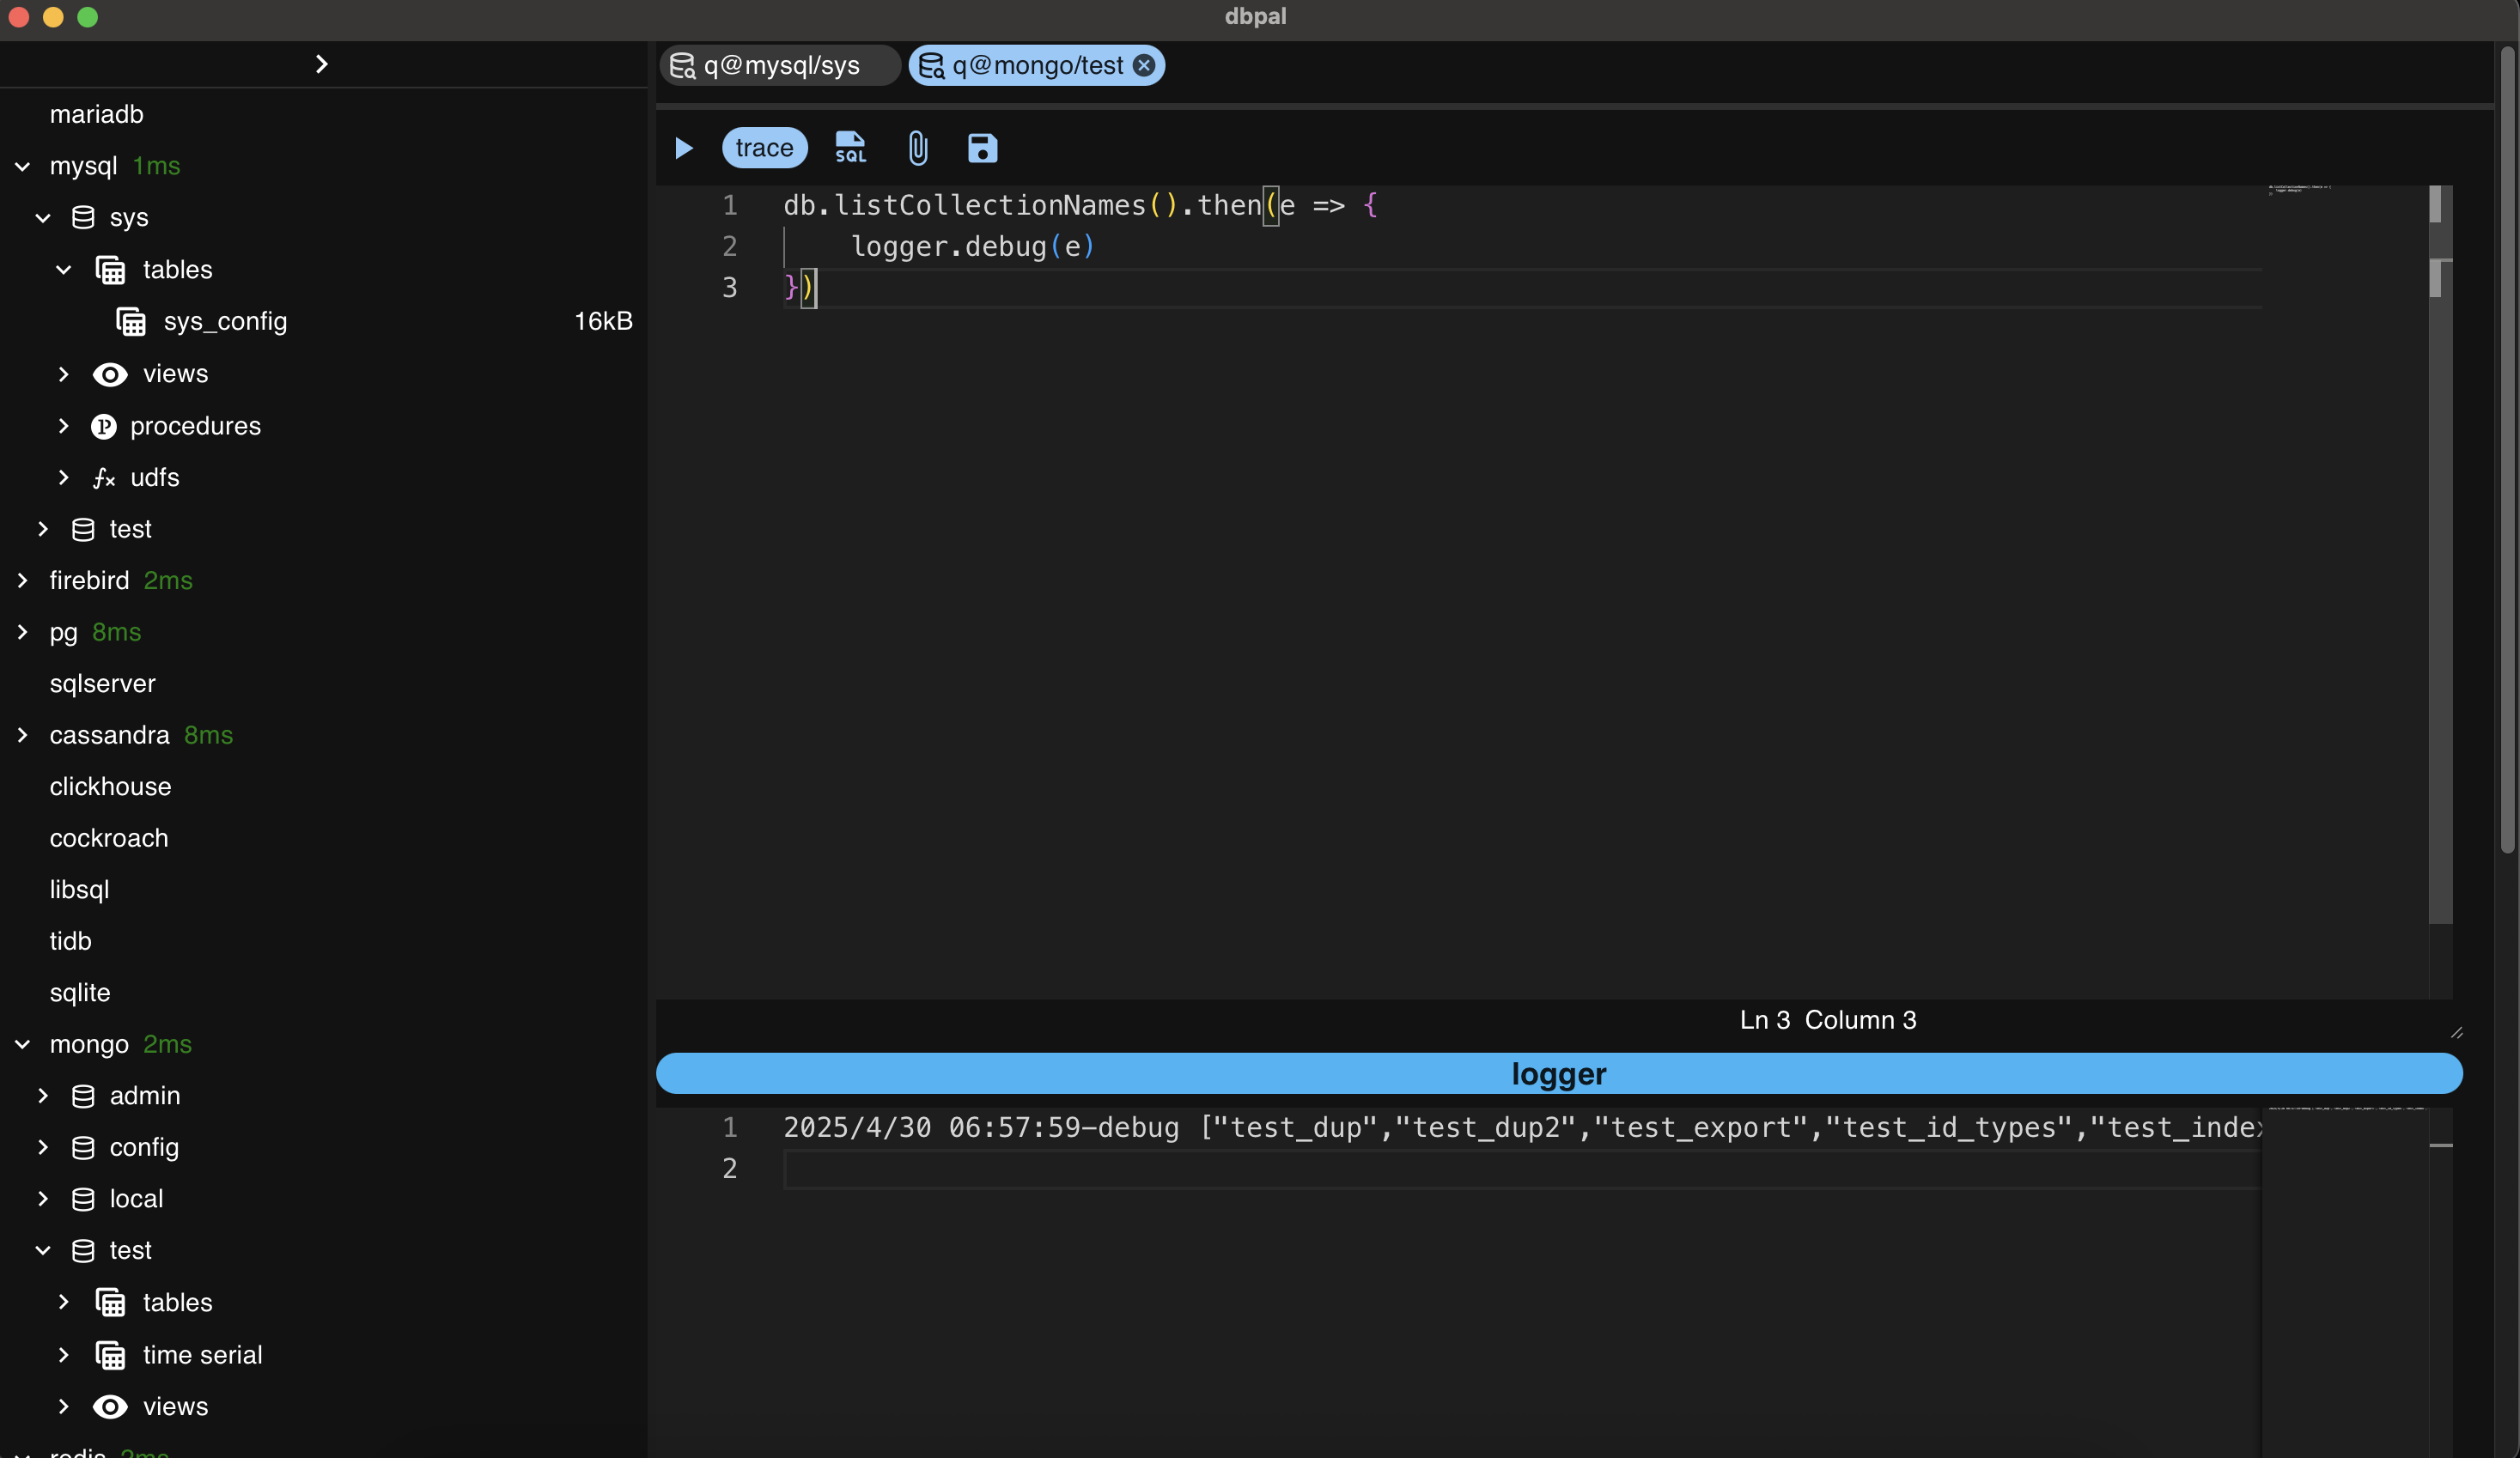 dbpal
mariadb
mysql 1ms
sys
tables
sys_config 16kB
views
procedures
udfs
test
firebird 2ms
pg 8ms
sqlserver
cassandra 8ms
clickhouse
cockroach
libsql
tidb
sqlite
mongo 2ms
admin
config
local
test
tables
time serial
views
redis 2ms
q@mysql/sys q@mongo/test
trace SQL
1 db.listCollectionNames().then(e => {
2 logger.debug(e)
3 })
Ln 3 Column 3
logger
1 2025/4/30 06:57:59-debug ["test_dup","test_dup2","test_export","test_id_types","test_index
2